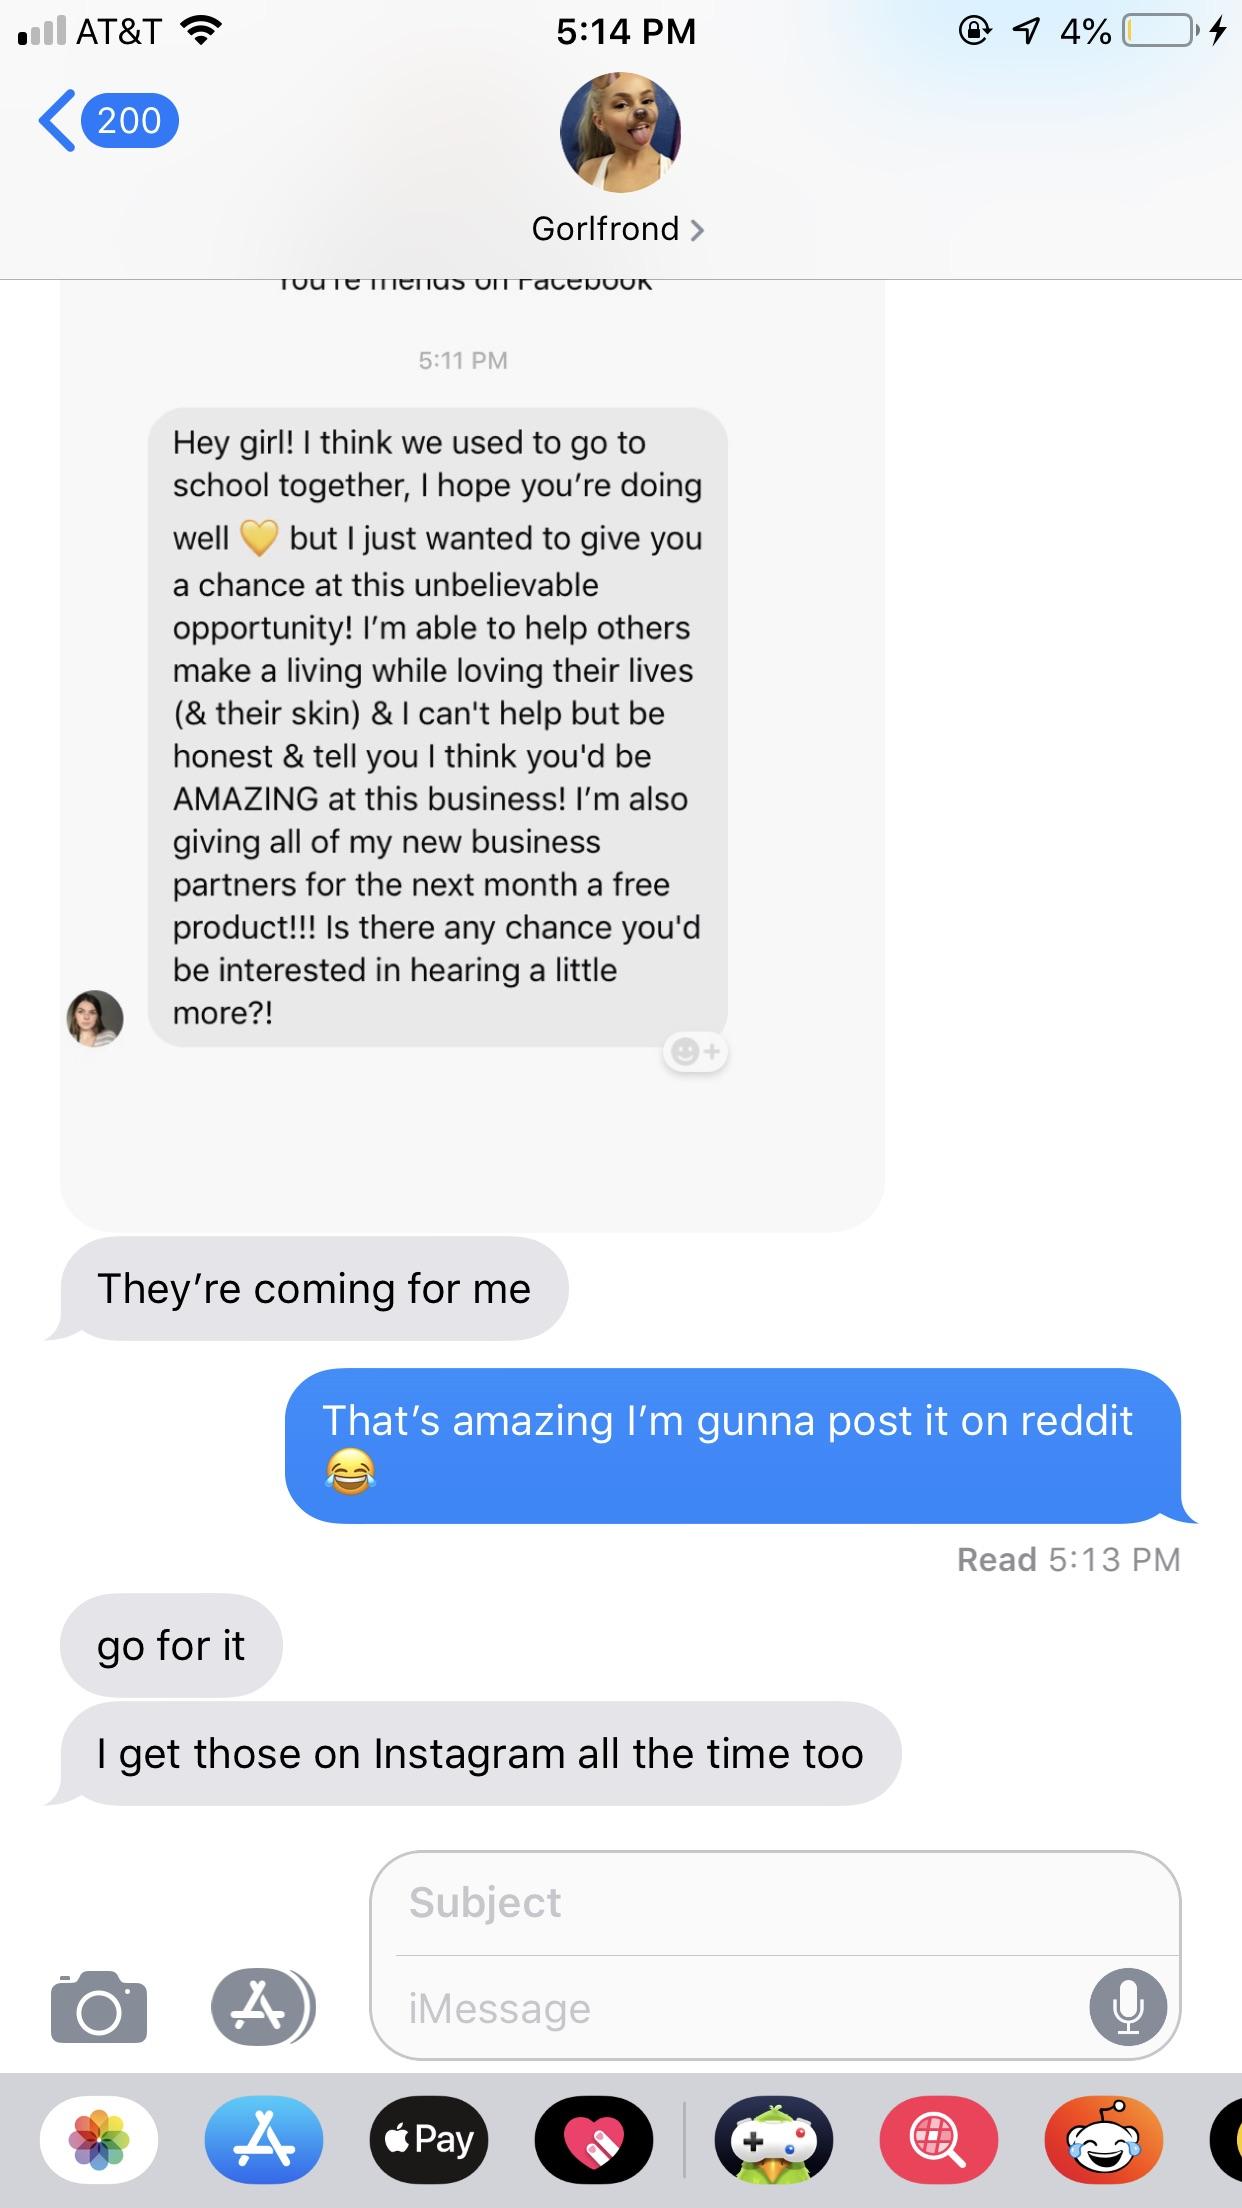 AT&T
5:14 PM
4%
200
Gorlfrond
You're friends on Facebook
5:11 PM
Hey girl! I think we used to go to
school together, I hope you’re doing
well 💛 but I just wanted to give you
a chance at this unbelievable
opportunity! I’m able to help others
make a living while loving their lives
(& their skin) & I can't help but be
honest & tell you I think you'd be
AMAZING at this business! I’m also
giving all of my new business
partners for the next month a free
product!!! Is there any chance you'd
be interested in hearing a little
more?!
They’re coming for me
That’s amazing I’m gunna post it on reddit
😂
Read 5:13 PM
go for it
I get those on Instagram all the time too
Subject
iMessage
Pay